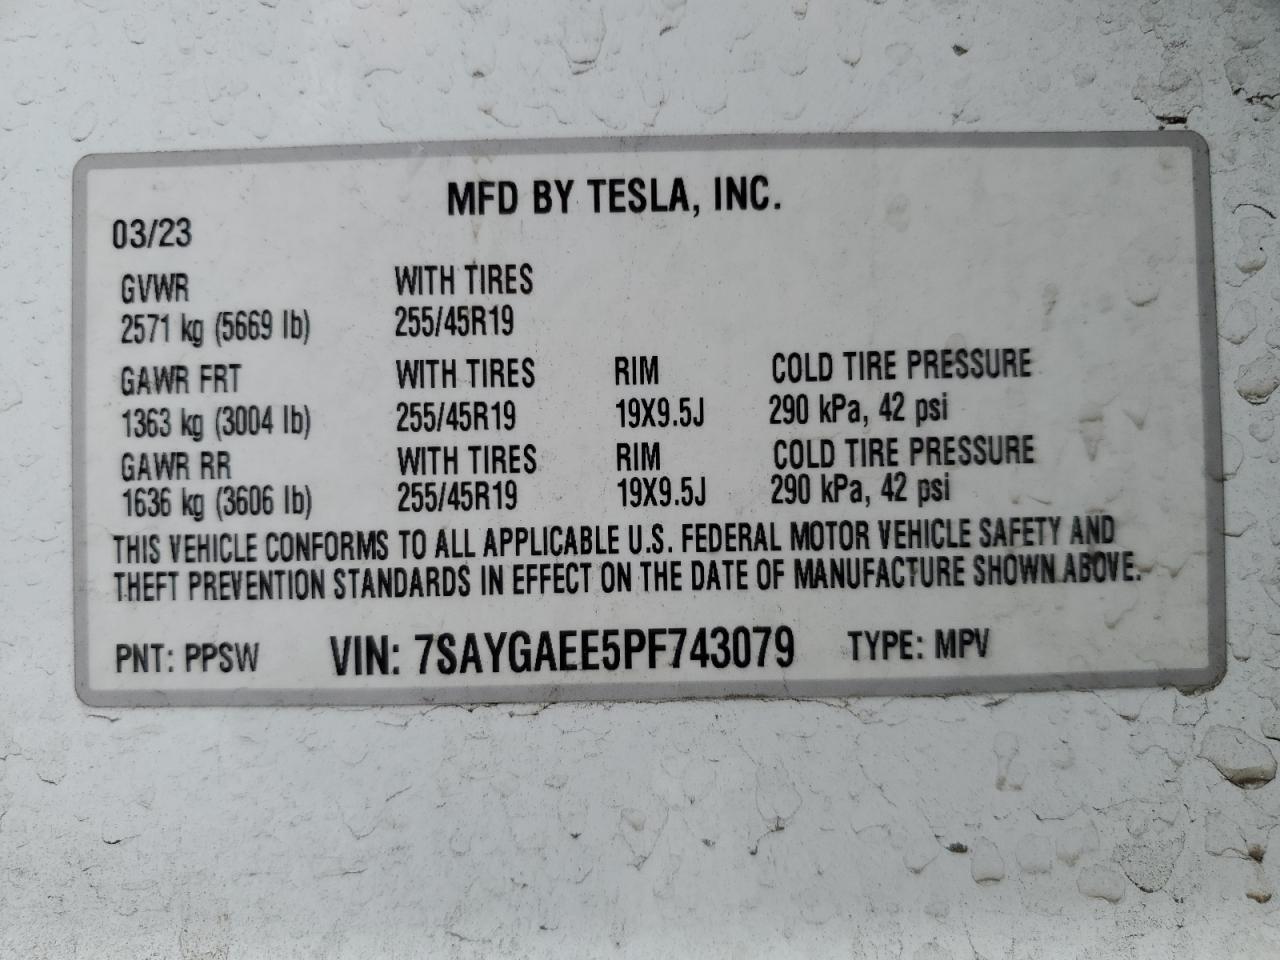 MFD BY TESLA, INC.
03/23
GVWR WITH TIRES
2571 kg (5669 lb) 255/45R19
GAWR FRT WITH TIRES RIM COLD TIRE PRESSURE
1363 kg (3004 lb) 255/45R19 19X9.5J 290 kPa, 42 psi
GAWR RR WITH TIRES RIM COLD TIRE PRESSURE
1636 kg (3606 lb) 255/45R19 19X9.5J 290 kPa, 42 psi
THIS VEHICLE CONFORMS TO ALL APPLICABLE U.S. FEDERAL MOTOR VEHICLE SAFETY AND
THEFT PREVENTION STANDARDS IN EFFECT ON THE DATE OF MANUFACTURE SHOWN ABOVE.
PNT: PPSW VIN: 7SAYGAEE5PF743079 TYPE: MPV